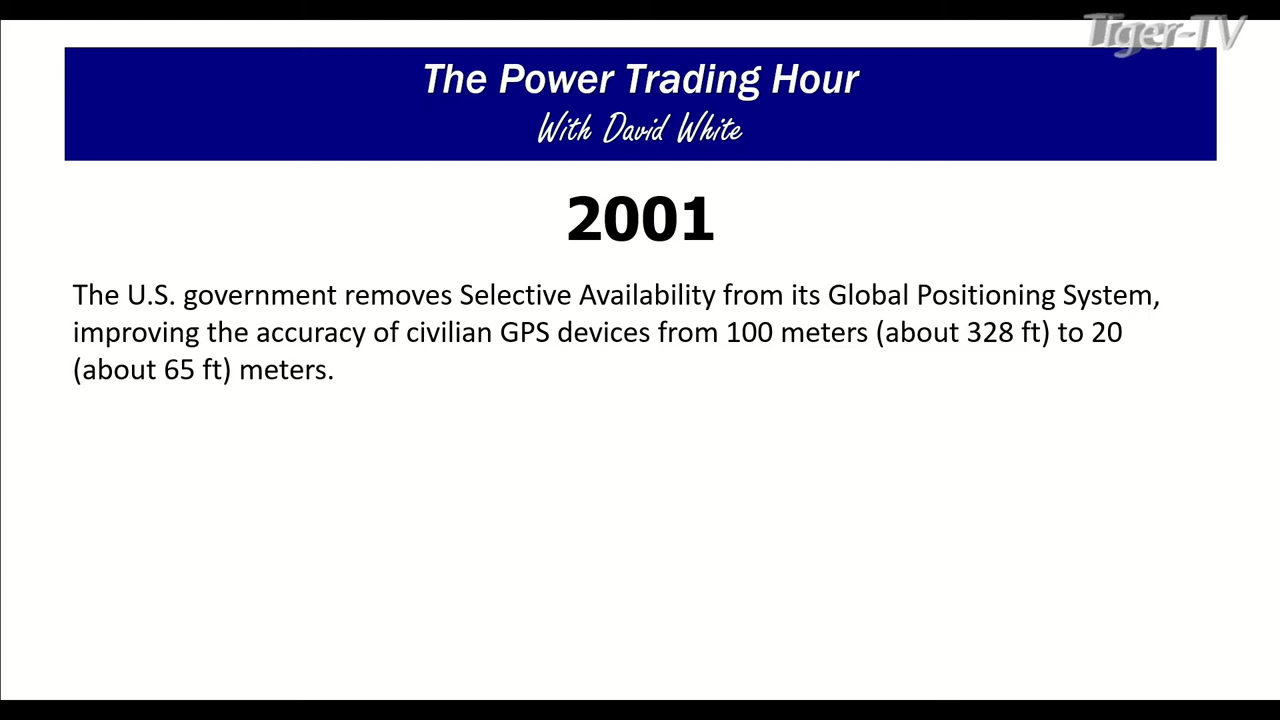 Tiger-TV
The Power Trading Hour
With David White
2001
The U.S. government removes Selective Availability from its Global Positioning System,
improving the accuracy of civilian GPS devices from 100 meters (about 328 ft) to 20
(about 65 ft) meters.